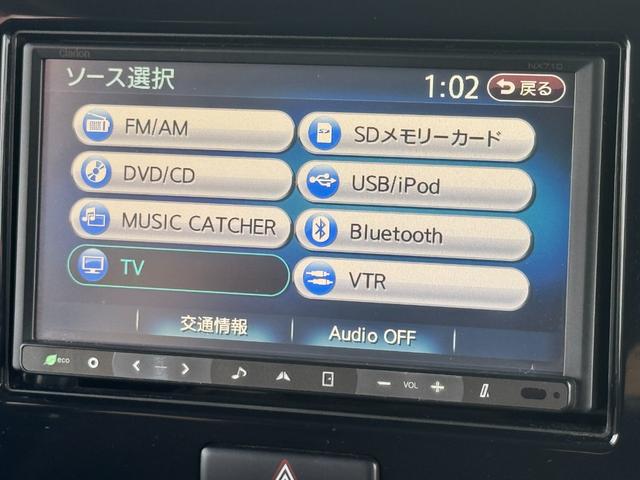 Clarion
NX710
ソース選択
1:02
戻る
FM/AM
SDメモリーカード
DVD/CD
USB/iPod
MUSIC CATCHER
Bluetooth
TV
VTR
交通情報
Audio OFF
eco
VOL